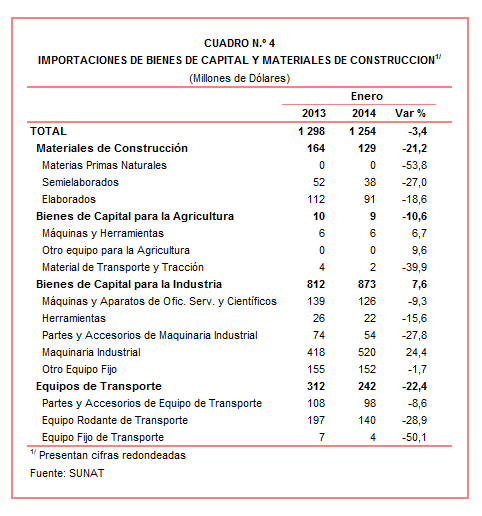 CUADRO N.º 4
IMPORTACIONES DE BIENES DE CAPITAL Y MATERIALES DE CONSTRUCCION1/
(Millones de Dólares)
Enero
2013 2014 Var %
TOTAL 1 298 1 254 -3,4
Materiales de Construcción 164 129 -21,2
Materias Primas Naturales 0 0 -53,8
Semielaborados 52 38 -27,0
Elaborados 112 91 -18,6
Bienes de Capital para la Agricultura 10 9 -10,6
Máquinas y Herramientas 6 6 6,7
Otro equipo para la Agricultura 0 0 9,6
Material de Transporte y Tracción 4 2 -39,9
Bienes de Capital para la Industria 812 873 7,6
Máquinas y Aparatos de Ofic. Serv. y Científicos 139 126 -9,3
Herramientas 26 22 -15,6
Partes y Accesorios de Maquinaria Industrial 74 54 -27,8
Maquinaria Industrial 418 520 24,4
Otro Equipo Fijo 155 152 -1,7
Equipos de Transporte 312 242 -22,4
Partes y Accesorios de Equipo de Transporte 108 98 -8,6
Equipo Rodante de Transporte 197 140 -28,9
Equipo Fijo de Transporte 7 4 -50,1
1/ Presentan cifras redondeadas
Fuente: SUNAT